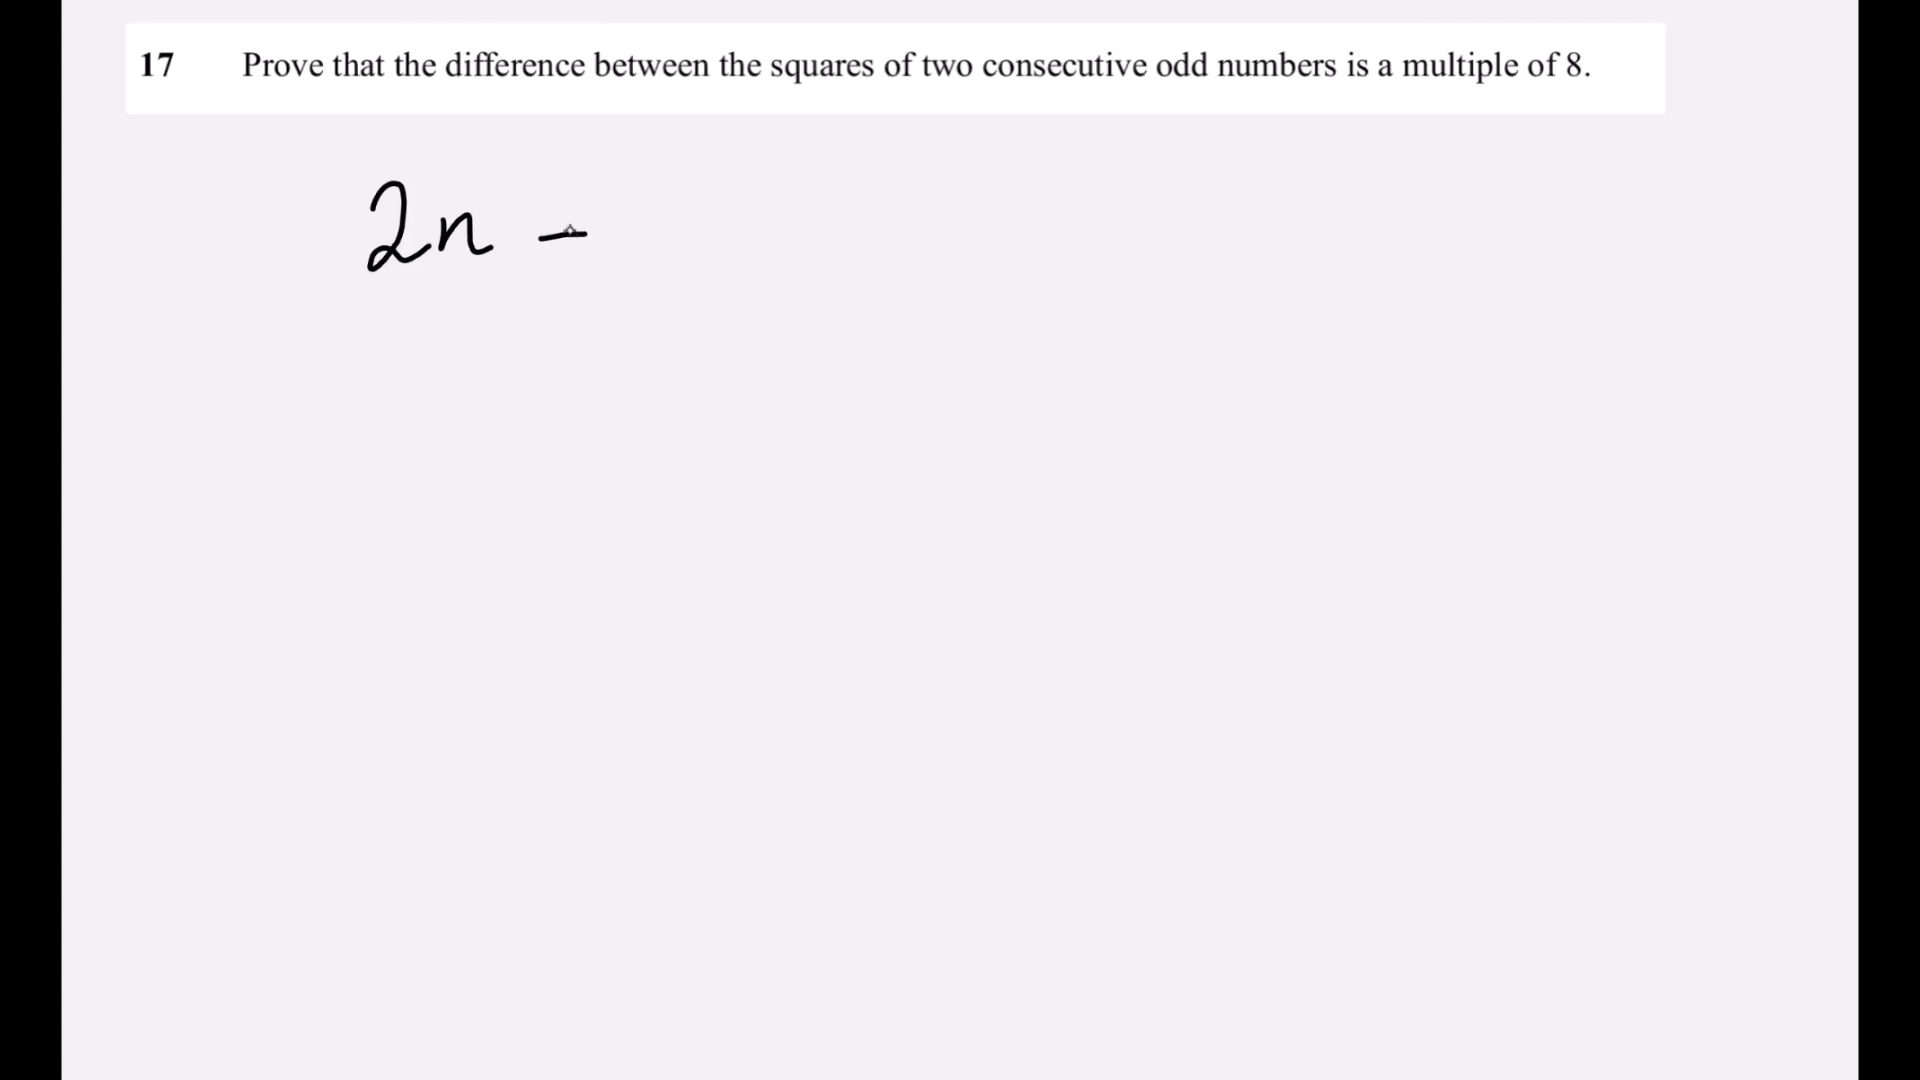 17 Prove that the difference between the squares of two consecutive odd numbers is a multiple of 8.
2n −